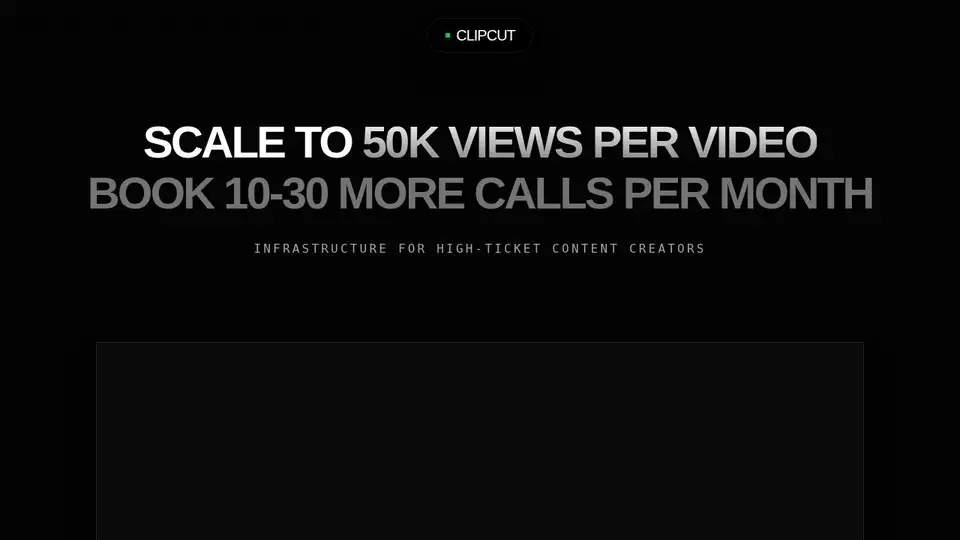 CLIPCUT
SCALE TO 50K VIEWS PER VIDEO
BOOK 10-30 MORE CALLS PER MONTH
INFRASTRUCTURE FOR HIGH-TICKET CONTENT CREATORS